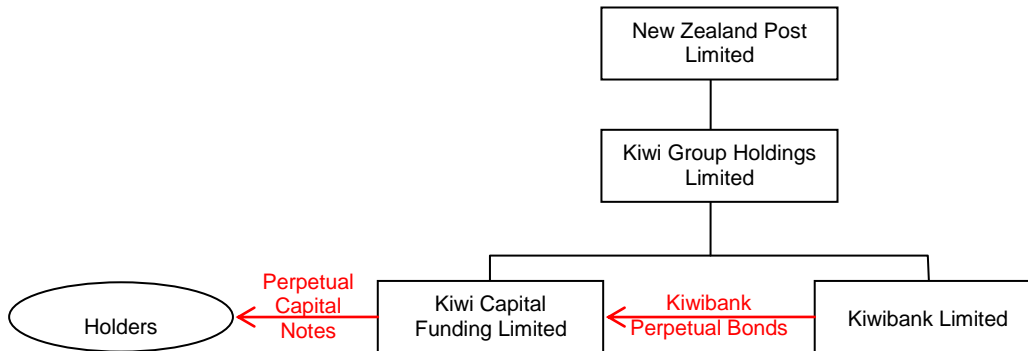 New Zealand Post
Limited
Kiwi Group Holdings
Limited
Perpetual
Capital
Notes
Kiwi Capital
Funding Limited
Kiwibank
Perpetual Bonds
Kiwibank Limited
Holders